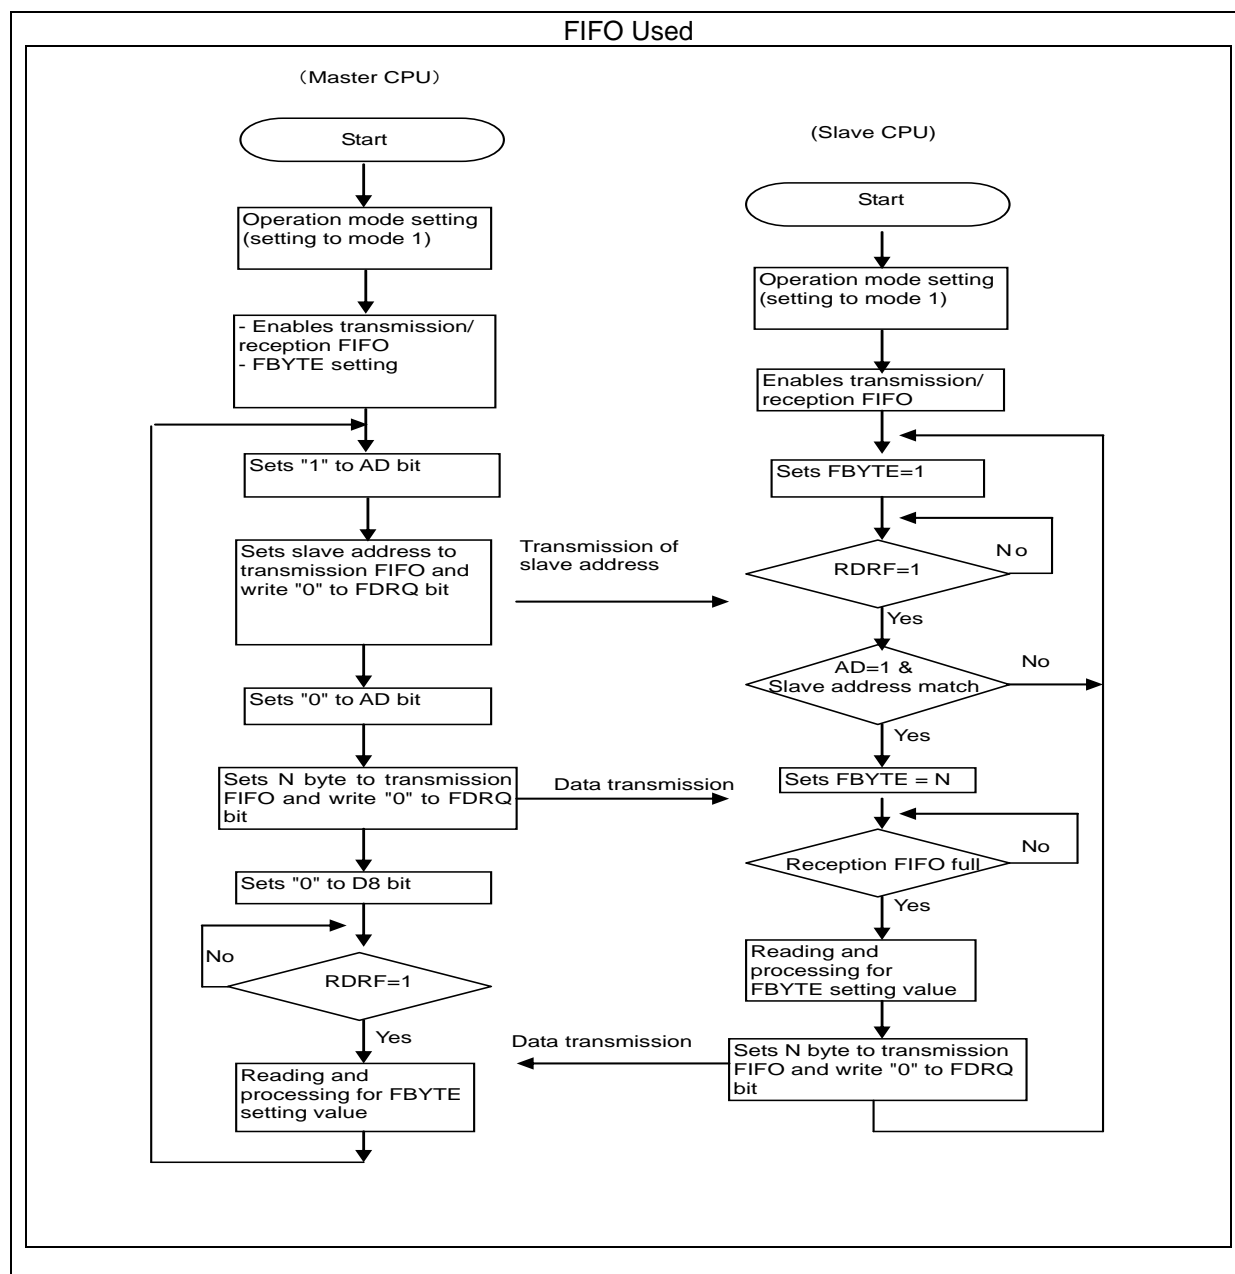 FIFO Used
（Master CPU）
Start
Operation mode setting
(setting to mode 1)
- Enables transmission/
reception FIFO
- FBYTE setting
Sets "1" to AD bit
Sets slave address to
transmission FIFO and
write "0" to FDRQ bit
Transmission of
slave address
Sets "0" to AD bit
Sets N byte to transmission
FIFO and write "0" to FDRQ
bit
Data transmission
Sets "0" to D8 bit
No
RDRF=1
Yes
Reading and
processing for FBYTE
setting value
(Slave CPU)
Start
Operation mode setting
(setting to mode 1)
Enables transmission/
reception FIFO
Sets FBYTE=1
No
RDRF=1
Yes
AD=1 &
Slave address match
No
Yes
Sets FBYTE = N
No
Reception FIFO full
Yes
Reading and
processing for
FBYTE setting value
Data transmission
Sets N byte to transmission
FIFO and write "0" to FDRQ
bit